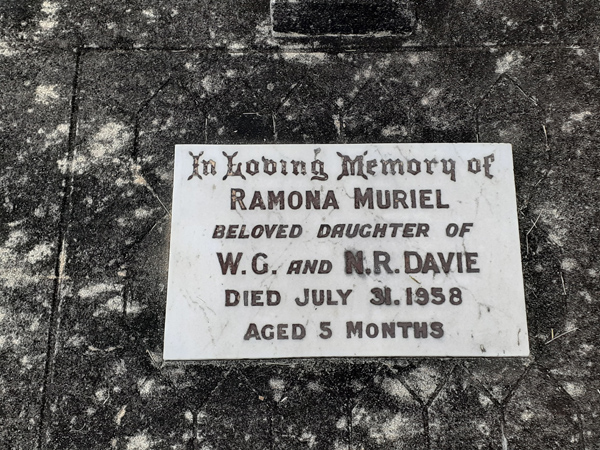 In Loving Memory of
RAMONA MURIEL
BELOVED DAUGHTER OF
W.G. AND N.R. DAVIE
DIED JULY 31. 1958
AGED 5 MONTHS